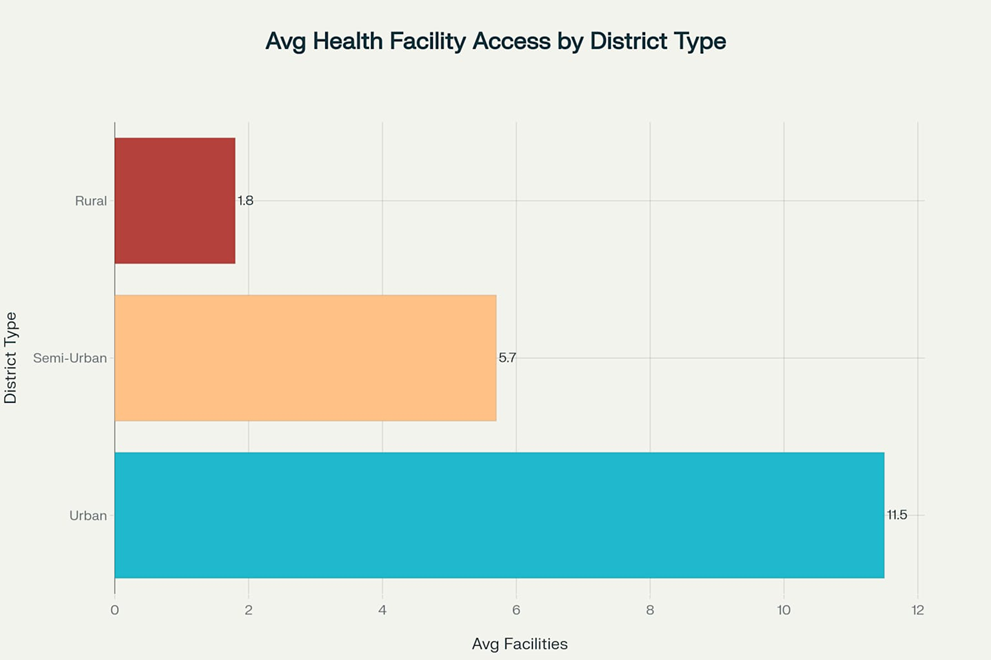 Avg Health Facility Access by District Type
Rural
1.8
Semi-Urban
5.7
Urban
11.5
District Type
0 2 4 6 8 10 12
Avg Facilities